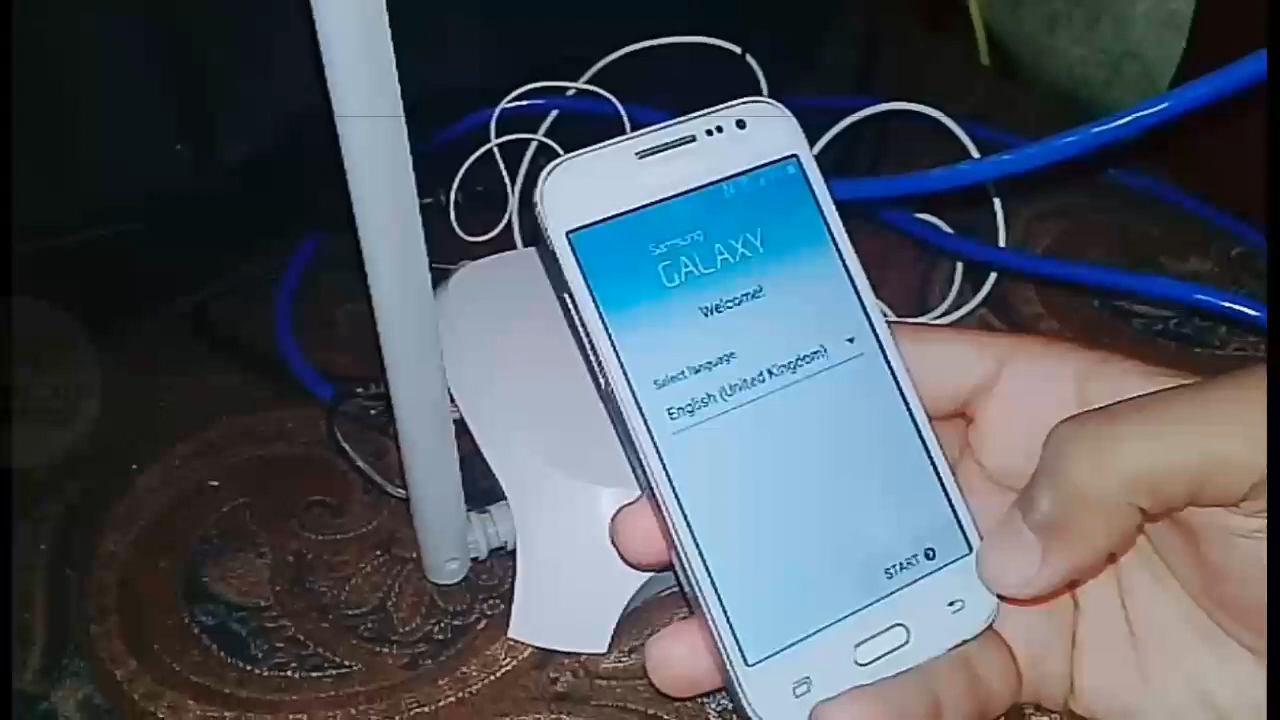 Samsung
GALAXY
Welcome!
Select language
English (United Kingdom)
START